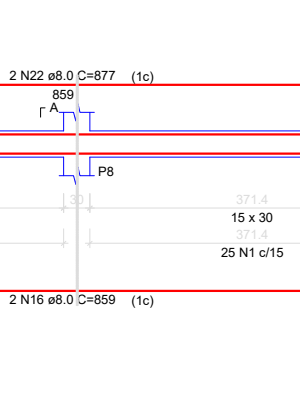 2 N22 ø8.0 C=877 (1c)
859
A
P8
30 371.4
15 x 30
371.4
25 N1 c/15
2 N16 ø8.0 C=859 (1c)